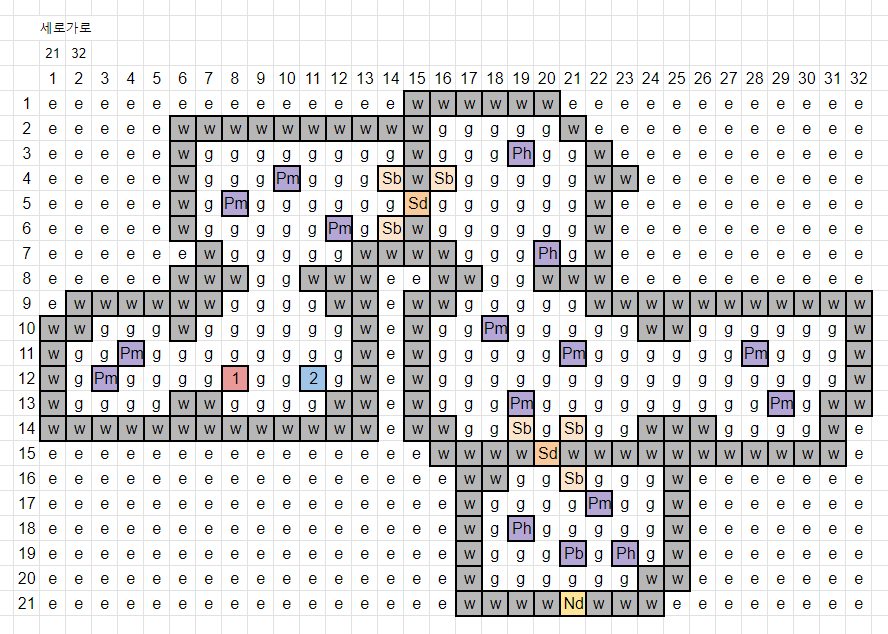 세로가로
21 32
1 2 3 4 5 6 7 8 9 10 11 12 13 14 15 16 17 18 19 20 21 22 23 24 25 26 27 28 29 30 31 32
1 e e e e e e e e e e e e e e w w w w w w e e e e e e e e e e e e
2 e e e e e w w w w w w w w w w g g g g g w e e e e e e e e e e e
3 e e e e e w g g g g g g g g w g g g Ph g g w e e e e e e e e e e
4 e e e e e w g g g Pm g g g Sb w Sb g g g g g w w e e e e e e e e e
5 e e e e e w g Pm g g g g g g Sd g g g g g g w e e e e e e e e e e
6 e e e e e w g g g g g Pm g Sb w g g g g g g w e e e e e e e e e e
7 e e e e e e w g g g g g w w w w g g g Ph g w e e e e e e e e e e
8 e e e e e w w w g g w w w e e w w g g w w w e e e e e e e e e e
9 e w w w w w w g g g g w w e w w g g g g g w w w w w w w w w w w
10 w w g g g w g g g g g g w e w g g Pm g g g g g w w g g g g g g w
11 w g g Pm g g g g g g g g w e w g g g g g Pm g g g g g g Pm g g g w
12 w g Pm g g g g 1 g g 2 g w e w g g g g g g g g g g g g g g g g w
13 w g g g g w w g g g g w w e w g g g Pm g g g g g g g g g Pm g w w
14 w w w w w w w w w w w w w e w w g g Sb g Sb g g w w w g g g g w e
15 e e e e e e e e e e e e e e e w w w w Sd w w w w w w w w w w w e
16 e e e e e e e e e e e e e e e e w w g g Sb g g g w e e e e e e e
17 e e e e e e e e e e e e e e e e w g g g g Pm g g w e e e e e e e
18 e e e e e e e e e e e e e e e e w g Ph g g g g g w e e e e e e e
19 e e e e e e e e e e e e e e e e w g g g Pb g Ph g w e e e e e e e
20 e e e e e e e e e e e e e e e e w g g g g g g w w e e e e e e e
21 e e e e e e e e e e e e e e e e w w w w Nd w w w e e e e e e e e